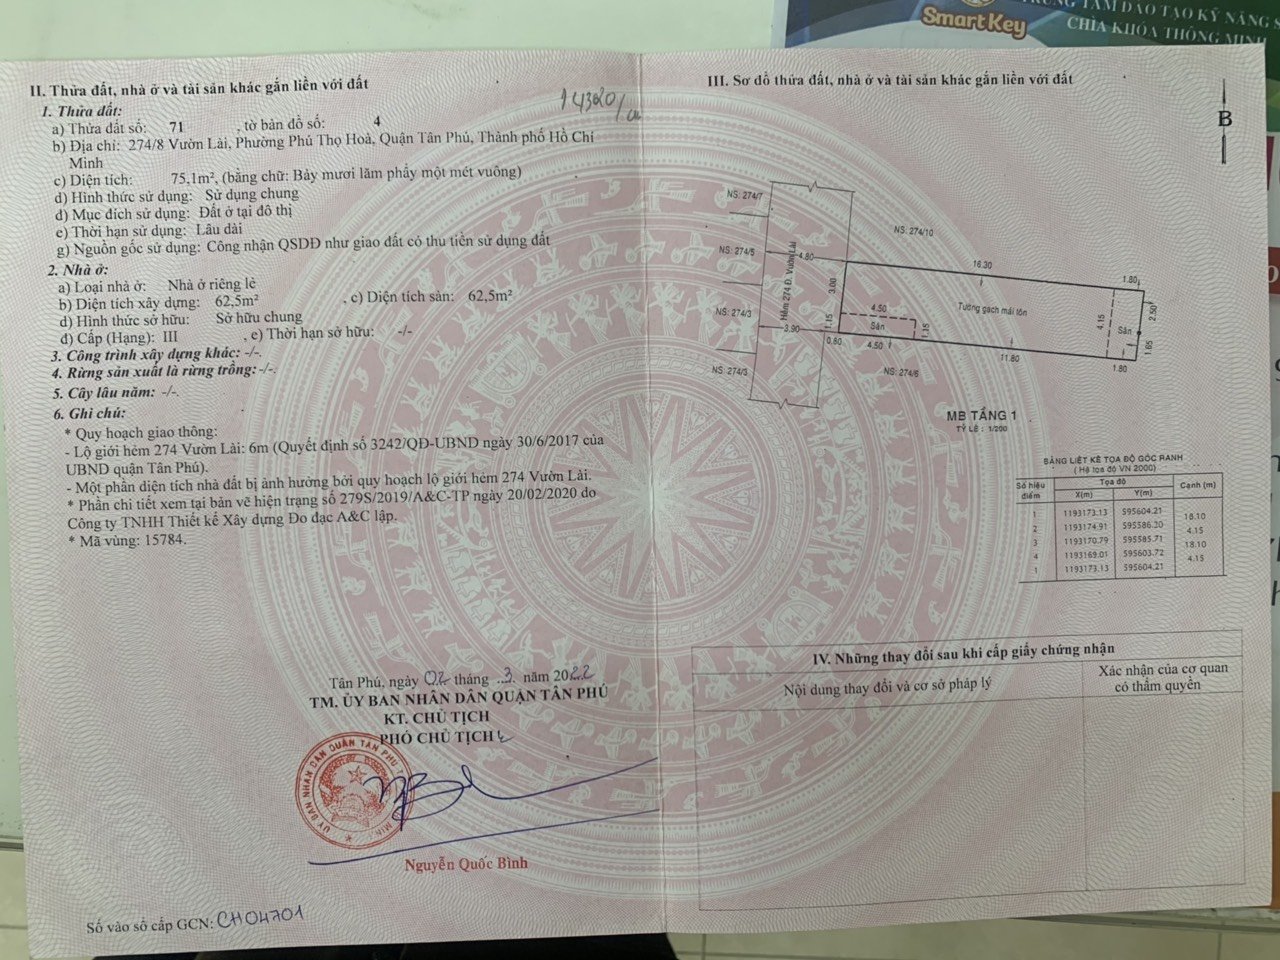 SmartKey
TRUNG TÂM ĐÀO TẠO KỸ NĂNG
CHÌA KHÓA THÔNG MINH
II. Thửa đất, nhà ở và tài sản khác gắn liền với đất
1. Thửa đất:
a) Thửa đất số: 71 , tờ bản đồ số: 4
b) Địa chỉ: 274/8 Vườn Lài, Phường Phú Thọ Hoà, Quận Tân Phú, Thành phố Hồ Chí
Minh
c) Diện tích: 75,1m², (bằng chữ: Bảy mươi lăm phẩy một mét vuông)
d) Hình thức sử dụng: Sử dụng chung
đ) Mục đích sử dụng: Đất ở tại đô thị
e) Thời hạn sử dụng: Lâu dài
g) Nguồn gốc sử dụng: Công nhận QSDĐ như giao đất có thu tiền sử dụng đất
2. Nhà ở:
a) Loại nhà ở: Nhà ở riêng lẻ
b) Diện tích xây dựng: 62,5m² , c) Diện tích sàn: 62,5m²
d) Hình thức sở hữu: Sở hữu chung
đ) Cấp (Hạng): III , e) Thời hạn sở hữu: -/-
3. Công trình xây dựng khác: -/-.
4. Rừng sản xuất là rừng trồng: -/-.
5. Cây lâu năm: -/-.
6. Ghi chú:
* Quy hoạch giao thông:
- Lộ giới hẻm 274 Vườn Lài: 6m (Quyết định số 3242/QĐ-UBND ngày 30/6/2017 của
UBND quận Tân Phú).
- Một phần diện tích nhà đất bị ảnh hưởng bởi quy hoạch lộ giới hẻm 274 Vườn Lài.
* Phần chi tiết xem tại bản vẽ hiện trạng số 279S/2019/A&C-TP ngày 20/02/2020 do
Công ty TNHH Thiết kế Xây dựng Đo đạc A&C lập.
* Mã vùng: 15784.
Tân Phú, ngày 02 tháng 3 năm 2022
TM. ỦY BAN NHÂN DÂN QUẬN TÂN PHÚ
KT. CHỦ TỊCH
PHÓ CHỦ TỊCH
ỦY BAN NHÂN DÂN QUẬN TÂN PHÚ
Nguyễn Quốc Bình
Số vào sổ cấp GCN: CH04701
III. Sơ đồ thửa đất, nhà ở và tài sản khác gắn liền với đất
B
NS: 274/7
NS: 274/10
NS: 274/5
4.80
16.30
1.80
Hẻm 274 Đ. Vườn Lài
3.00
4.50
Tường gạch mái tôn
4.15
2.50
NS: 274/3
1.15
Sân
1.15
Sân
3.90
0.60
4.50
11.80
1.65
1.80
NS: 274/3
NS: 274/6
MB TẦNG 1
TỶ LỆ : 1/200
BẢNG LIỆT KÊ TỌA ĐỘ GÓC RANH
( Hệ tọa độ VN 2000)
Số hiệu điểm Tọa độ Cạnh (m)
X(m) Y(m)
1 1193173.13 595604.21
18.10
2 1193174.91 595586.20
4.15
3 1193170.79 595585.71
18.10
4 1193169.01 595603.72
4.15
1 1193173.13 595604.21
IV. Những thay đổi sau khi cấp giấy chứng nhận
Nội dung thay đổi và cơ sở pháp lý
Xác nhận của cơ quan
có thẩm quyền